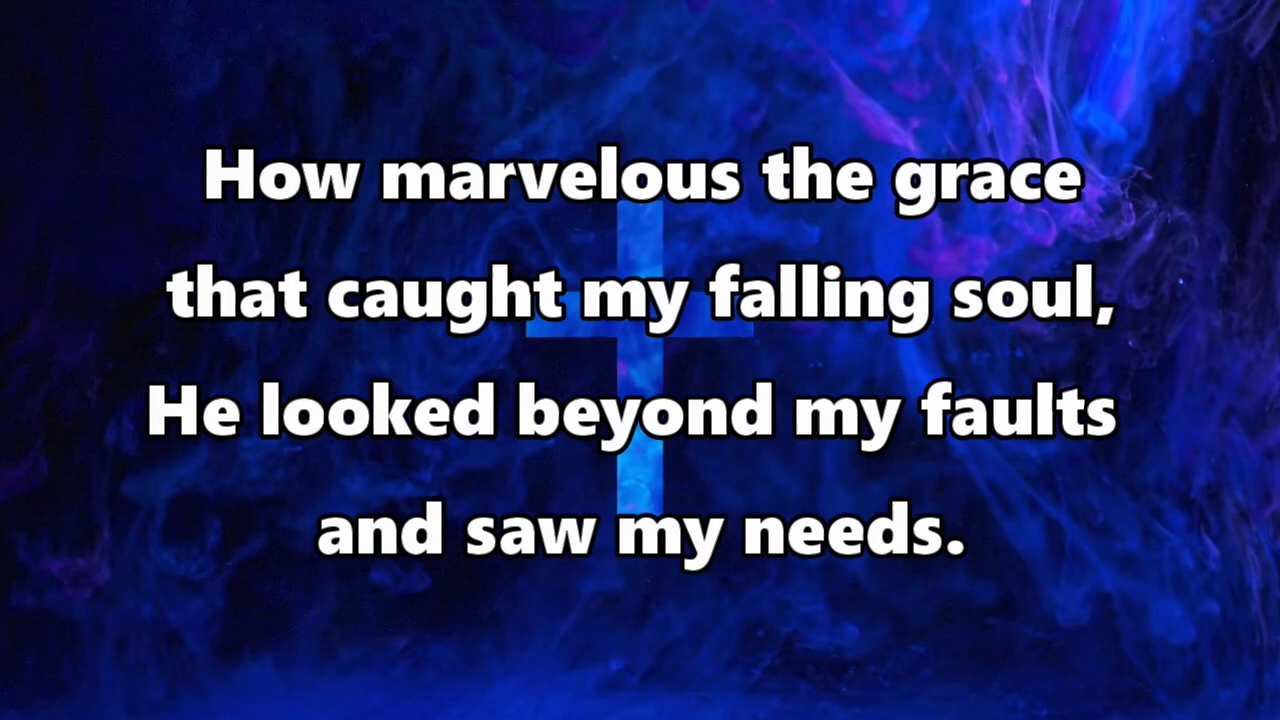 How marvelous the grace
that caught my falling soul,
He looked beyond my faults
and saw my needs.